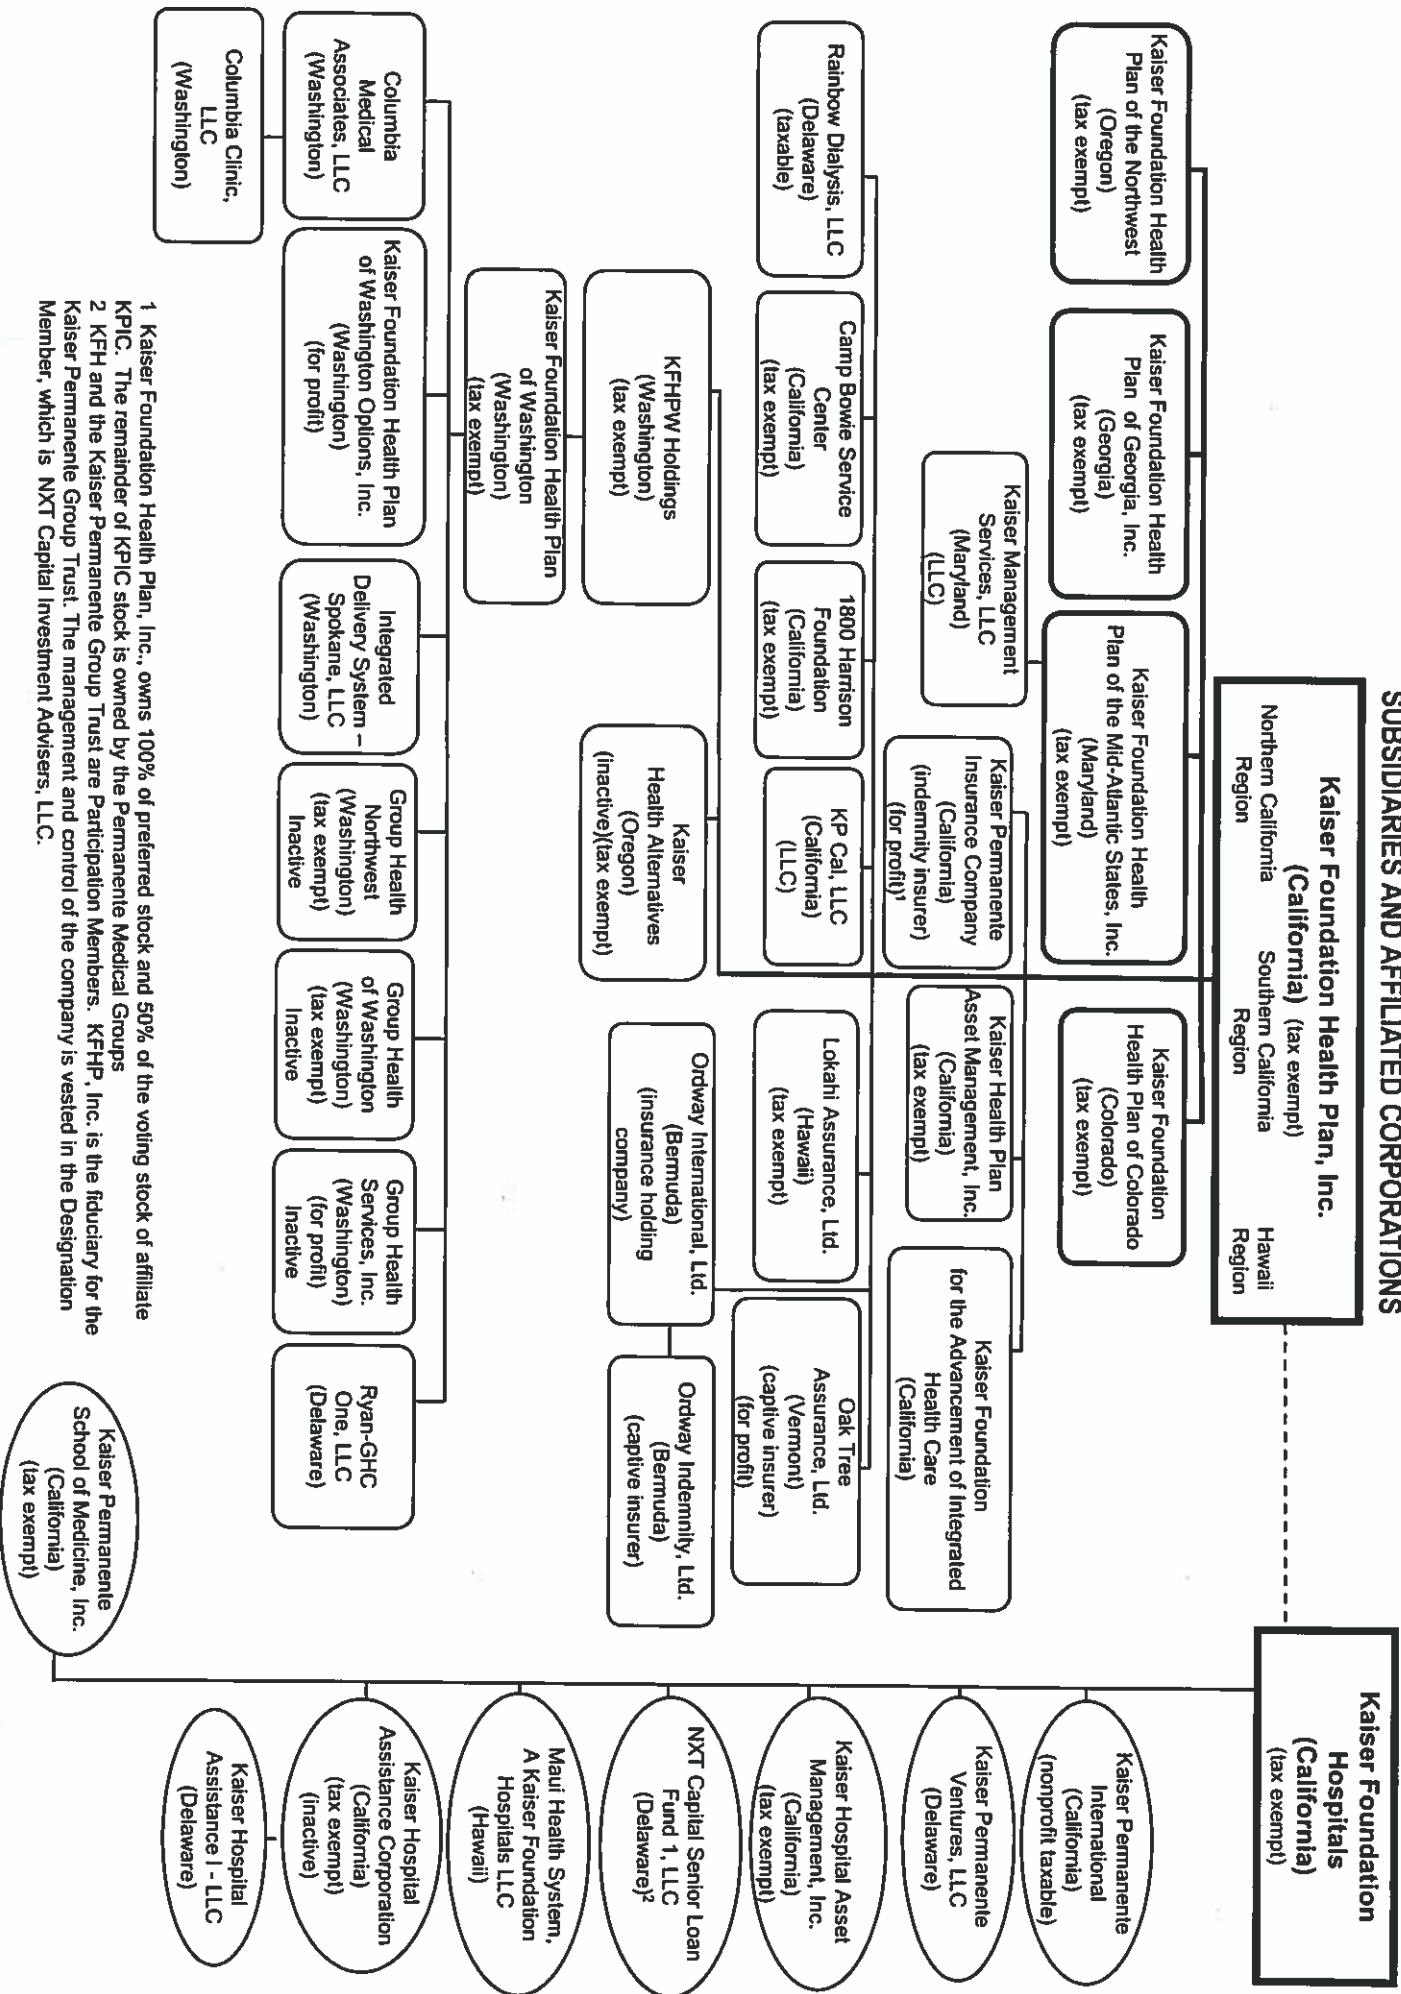 SUBSIDIARIES AND AFFILIATED CORPORATIONS
Kaiser Foundation Health Plan, Inc.
(California) (tax exempt)
Northern California
Region
Southern California
Region
Hawaii
Region
Kaiser Foundation
Hospitals
(California)
(tax exempt)
Kaiser Foundation Health
Plan of the Northwest
(Oregon)
(tax exempt)
Kaiser Foundation Health
Plan of Georgia, Inc.
(Georgia)
(tax exempt)
Kaiser Foundation Health
Plan of the Mid-Atlantic States, Inc.
(Maryland)
(tax exempt)
Kaiser Foundation
Health Plan of Colorado
(Colorado)
(tax exempt)
Kaiser Management
Services, LLC
(Maryland)
(LLC)
Kaiser Permanente
Insurance Company
(California)
(indemnity insurer)
(for profit)¹
Kaiser Health Plan
Asset Management, Inc.
(California)
(tax exempt)
Kaiser Foundation
for the Advancement of Integrated
Health Care
(California)
Rainbow Dialysis, LLC
(Delaware)
(taxable)
Camp Bowie Service
Center
(California)
(tax exempt)
1800 Harrison
Foundation
(California)
(tax exempt)
KP Cal, LLC
(California)
(LLC)
Lokahi Assurance, Ltd.
(Hawaii)
(tax exempt)
Oak Tree
Assurance, Ltd.
(Vermont)
(captive insurer)
(for profit)
KFHPW Holdings
(Washington)
(tax exempt)
Kaiser
Health Alternatives
(Oregon)
(inactive)(tax exempt)
Ordway International, Ltd.
(Bermuda)
(insurance holding
company)
Ordway Indemnity, Ltd.
(Bermuda)
(captive insurer)
Kaiser Foundation Health Plan
of Washington
(Washington)
(tax exempt)
Columbia
Medical
Associates, LLC
(Washington)
Kaiser Foundation Health Plan
of Washington Options, Inc.
(Washington)
(for profit)
Integrated
Delivery System –
Spokane, LLC
(Washington)
Group Health
Northwest
(Washington)
(tax exempt)
Inactive
Group Health
of Washington
(Washington)
(tax exempt)
Inactive
Group Health
Services, Inc.
(Washington)
(for profit)
Inactive
Ryan-GHC
One, LLC
(Delaware)
Columbia Clinic,
LLC
(Washington)
Kaiser Permanente
International
(California)
(nonprofit taxable)
Kaiser Permanente
Ventures, LLC
(Delaware)
Kaiser Hospital Asset
Management, Inc.
(California)
(tax exempt)
NXT Capital Senior Loan
Fund 1, LLC
(Delaware)²
Maui Health System,
A Kaiser Foundation
Hospitals LLC
(Hawaii)
Kaiser Hospital
Assistance Corporation
(California)
(tax exempt)
(inactive)
Kaiser Hospital
Assistance I - LLC
(Delaware)
Kaiser Permanente
School of Medicine, Inc.
(California)
(tax exempt)
1 Kaiser Foundation Health Plan, Inc., owns 100% of preferred stock and 50% of the voting stock of affiliate
KPIC. The remainder of KPIC stock is owned by the Permanente Medical Groups
2 KFH and the Kaiser Permanente Group Trust are Participation Members. KFHP, Inc. is the fiduciary for the
Kaiser Permanente Group Trust. The management and control of the company is vested in the Designation
Member, which is NXT Capital Investment Advisers, LLC.